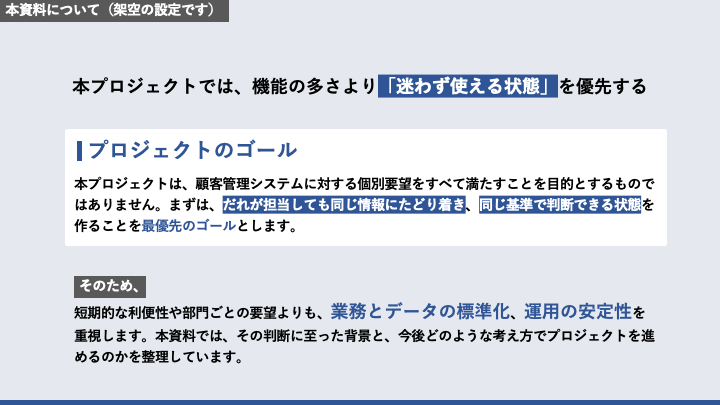 本資料について（架空の設定です）
本プロジェクトでは、機能の多さより「迷わず使える状態」を優先する
プロジェクトのゴール
本プロジェクトは、顧客管理システムに対する個別要望をすべて満たすことを目的とするもので
はありません。まずは、だれが担当しても同じ情報にたどり着き、同じ基準で判断できる状態を
作ることを最優先のゴールとします。
そのため、
短期的な利便性や部門ごとの要望よりも、業務とデータの標準化、運用の安定性を
重視します。本資料では、その判断に至った背景と、今後どのような考え方でプロジェクトを進
めるのかを整理しています。